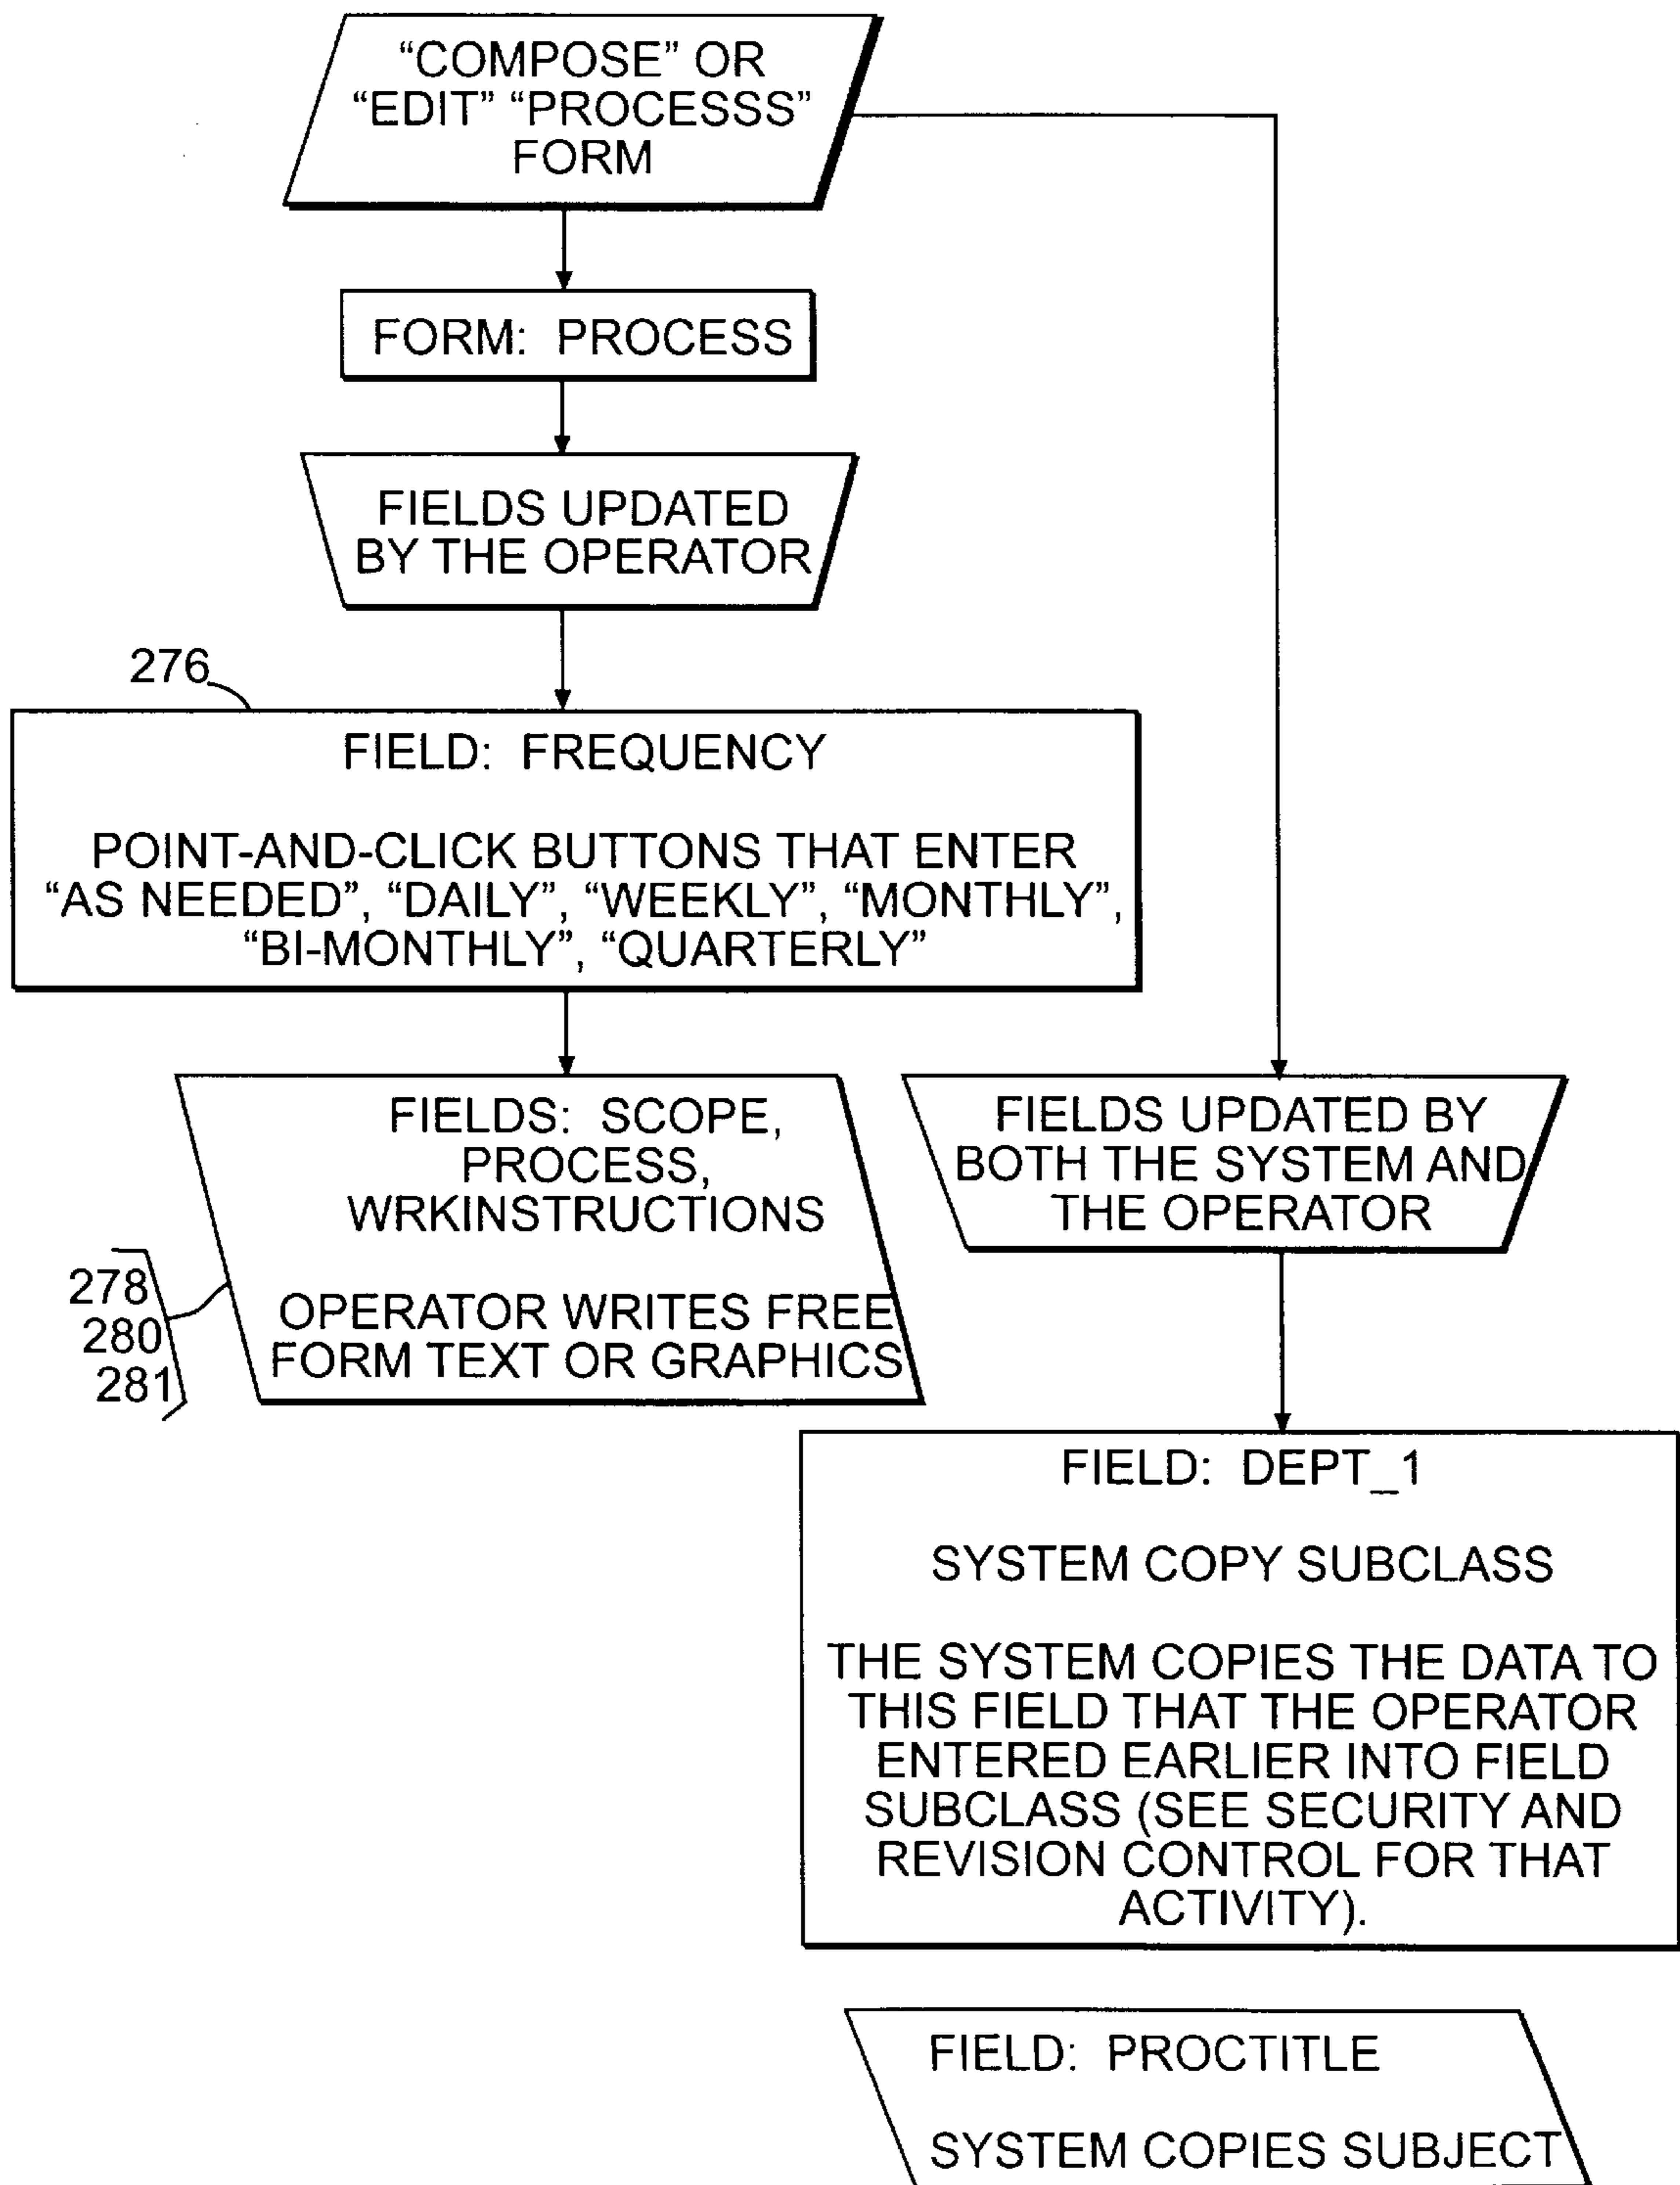 “COMPOSE” OR
“EDIT” “PROCESSS”
FORM
FORM: PROCESS
FIELDS UPDATED
BY THE OPERATOR
276
FIELD: FREQUENCY
POINT-AND-CLICK BUTTONS THAT ENTER
“AS NEEDED”, “DAILY”, “WEEKLY”, “MONTHLY”,
“BI-MONTHLY”, “QUARTERLY”
FIELDS: SCOPE,
PROCESS,
WRKINSTRUCTIONS
OPERATOR WRITES FREE
FORM TEXT OR GRAPHICS
278
280
281
FIELDS UPDATED BY
BOTH THE SYSTEM AND
THE OPERATOR
FIELD: DEPT_1
SYSTEM COPY SUBCLASS
THE SYSTEM COPIES THE DATA TO
THIS FIELD THAT THE OPERATOR
ENTERED EARLIER INTO FIELD
SUBCLASS (SEE SECURITY AND
REVISION CONTROL FOR THAT
ACTIVITY).
FIELD: PROCTITLE
SYSTEM COPIES SUBJECT